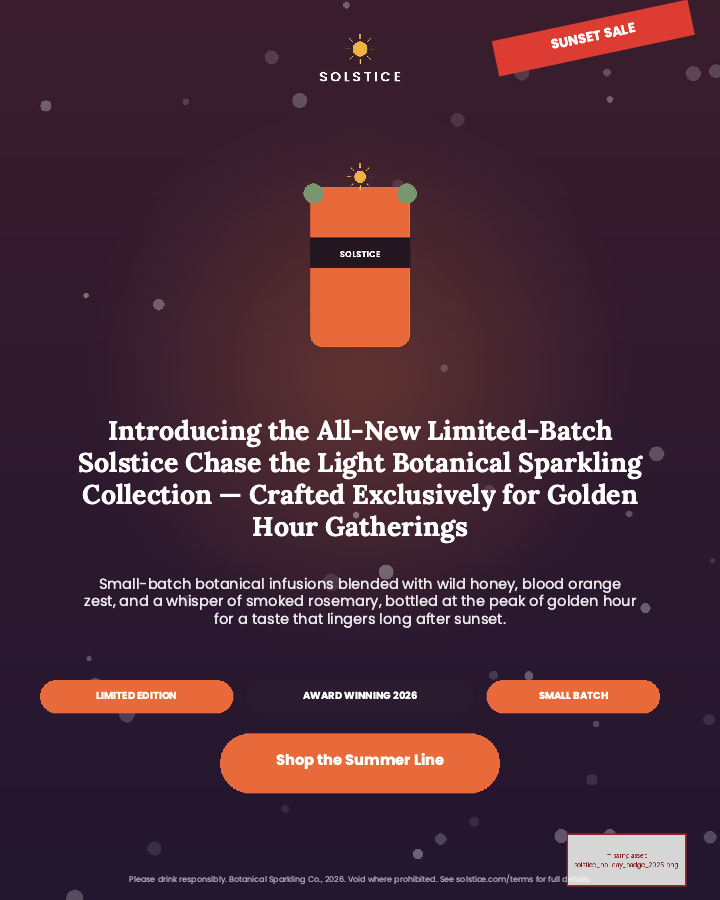 SUNSET SALE
SOLSTICE
SOLSTICE
Introducing the All-New Limited-Batch
Solstice Chase the Light Botanical Sparkling
Collection — Crafted Exclusively for Golden
Hour Gatherings
Small-batch botanical infusions blended with wild honey, blood orange
zest, and a whisper of smoked rosemary, bottled at the peak of golden hour
for a taste that lingers long after sunset.
LIMITED EDITION
AWARD WINNING 2026
SMALL BATCH
Shop the Summer Line
missing asset:
solstice_holiday_badge_2025.png
Please drink responsibly. Botanical Sparkling Co., 2026. Void where prohibited. See solstice.com/terms for full